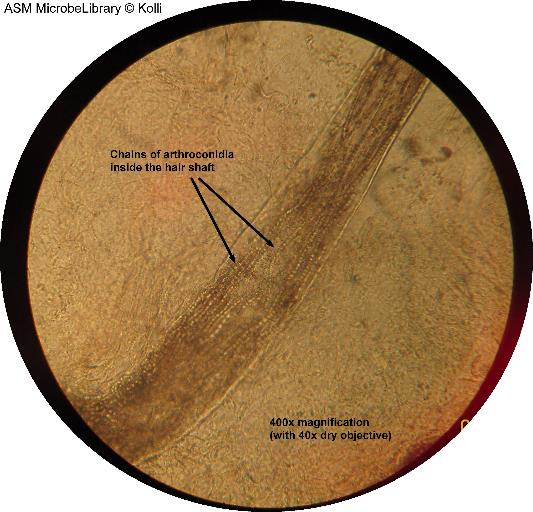 ASM MicrobeLibrary © Kolli
Chains of arthroconidia
inside the hair shaft
400x magnification
(with 40x dry objective)